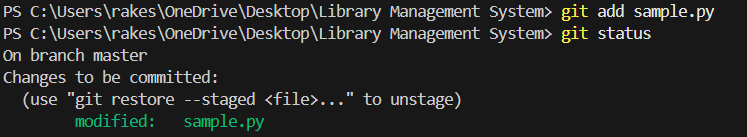 PS C:\Users\rakes\OneDrive\Desktop\Library Management System> git add sample.py
PS C:\Users\rakes\OneDrive\Desktop\Library Management System> git status
On branch master
Changes to be committed:
  (use "git restore --staged <file>..." to unstage)
        modified:   sample.py